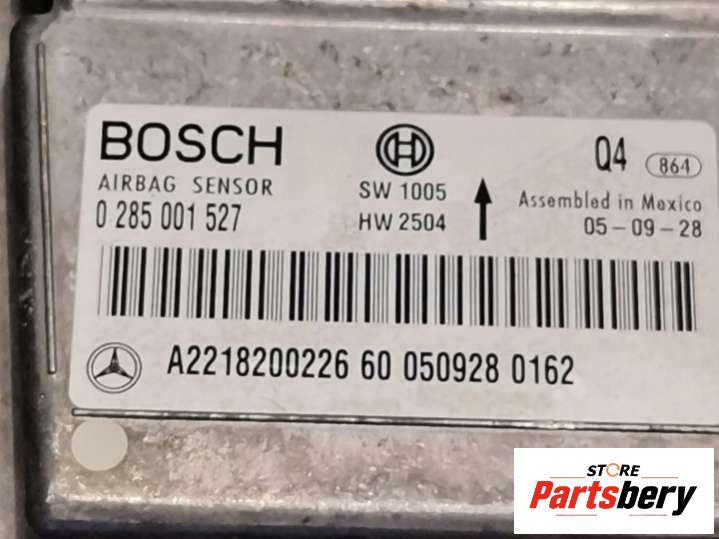 BOSCH
AIRBAG SENSOR
0 285 001 527
SW 1005
HW 2504
Q4 864
Assembled in Mexico
05-09-28
A2218200226 60 050928 0162
STORE
Partsbery